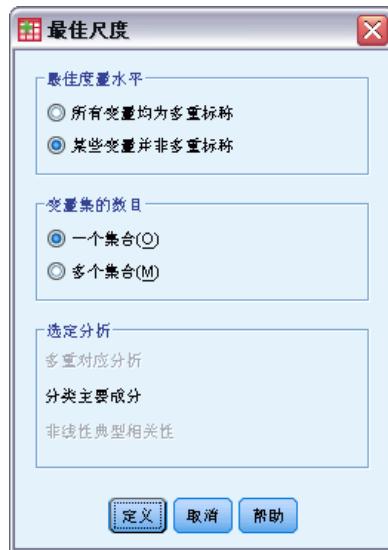 最佳尺度
最佳度量水平
所有变量均为多重标称
某些变量并非多重标称
变量集的数目
一个集合(O)
多个集合(M)
选定分析
多重对应分析
分类主要成分
非线性典型相关性
定义 取消 帮助